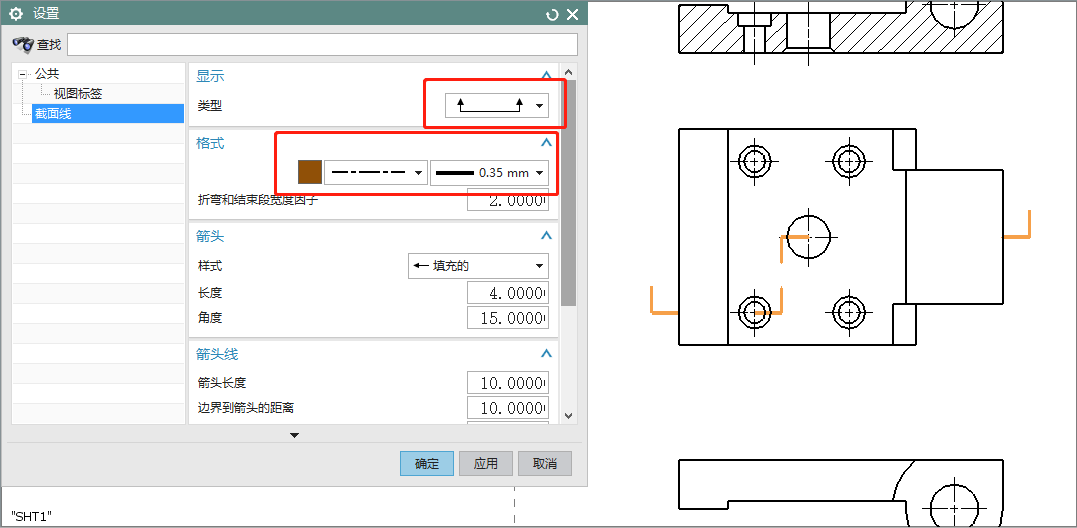 设置
查找
公共
视图标签
截面线
显示
类型
格式
0.35 mm
折弯和结束段宽度因子
2.0000
箭头
样式
填充的
长度
4.0000
角度
15.0000
箭头线
箭头长度
10.0000
边界到箭头的距离
10.0000
确定
应用
取消
"SHT1"